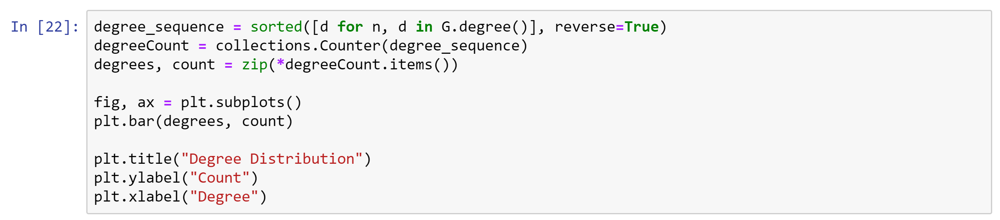 In [22]: degree_sequence = sorted([d for n, d in G.degree()], reverse=True)
degreeCount = collections.Counter(degree_sequence)
degrees, count = zip(*degreeCount.items())
fig, ax = plt.subplots()
plt.bar(degrees, count)
plt.title("Degree Distribution")
plt.ylabel("Count")
plt.xlabel("Degree")